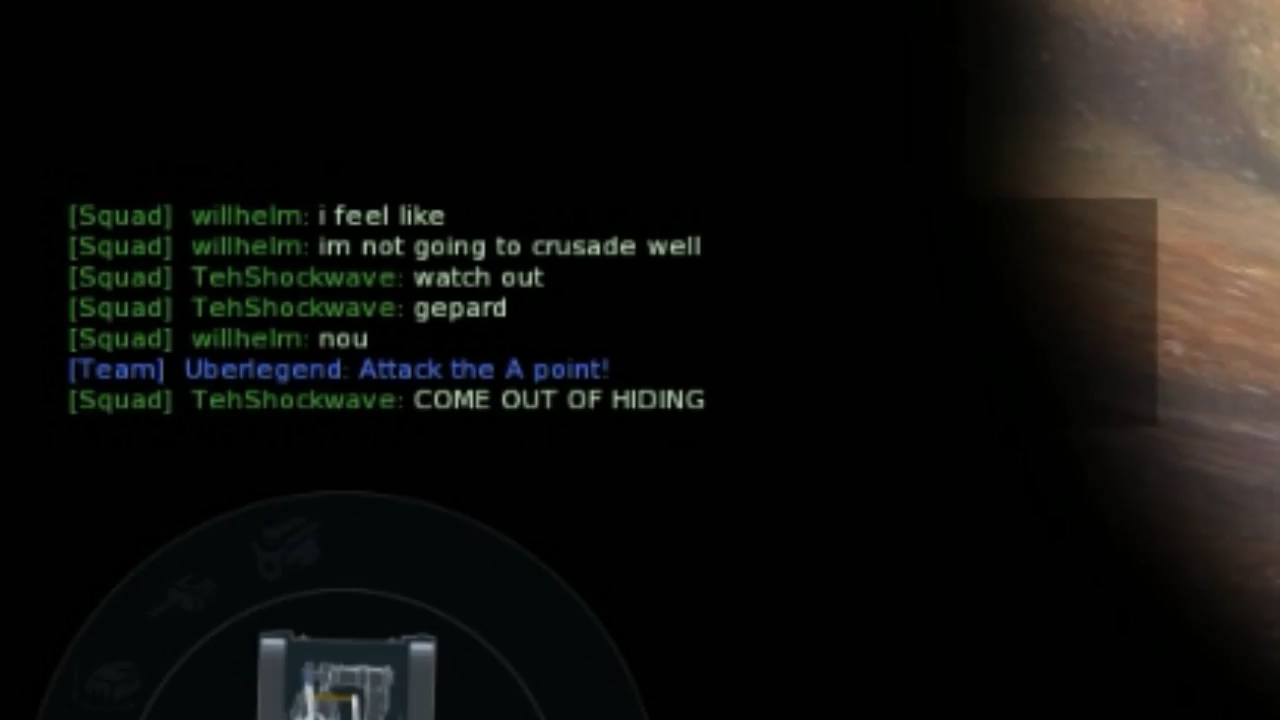 [Squad] willhelm: i feel like
[Squad] willhelm: im not going to crusade well
[Squad] TehShockwave: watch out
[Squad] TehShockwave: gepard
[Squad] willhelm: nou
[Team] Uberlegend: Attack the A point!
[Squad] TehShockwave: COME OUT OF HIDING